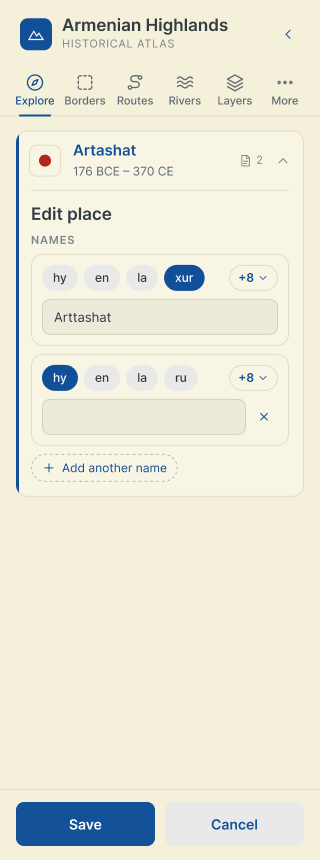 Armenian Highlands
HISTORICAL ATLAS
Explore Borders Routes Rivers Layers More
Artashat
176 BCE – 370 CE
2
Edit place
NAMES
hy en la xur +8
Arttashat
hy en la ru +8
Add another name
Save Cancel